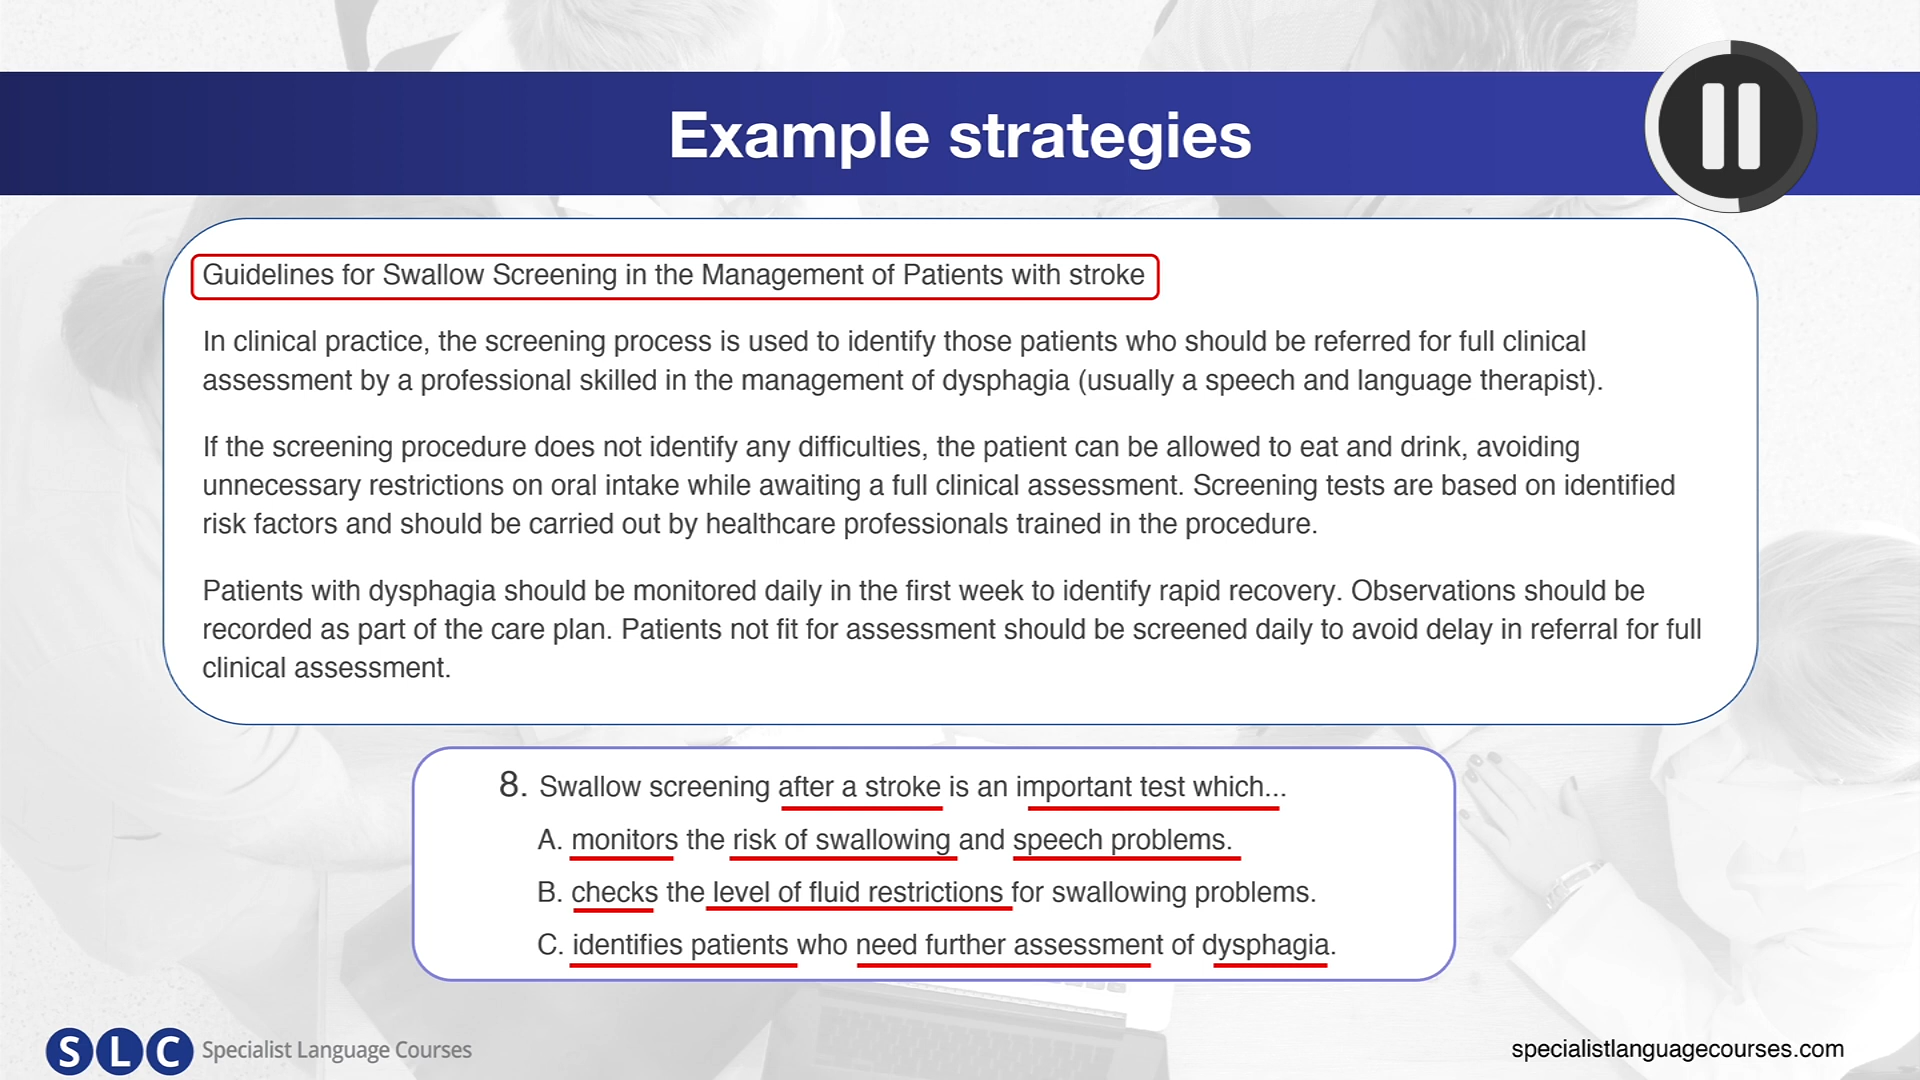 Example strategies
Guidelines for Swallow Screening in the Management of Patients with stroke
In clinical practice, the screening process is used to identify those patients who should be referred for full clinical
assessment by a professional skilled in the management of dysphagia (usually a speech and language therapist).
If the screening procedure does not identify any difficulties, the patient can be allowed to eat and drink, avoiding
unnecessary restrictions on oral intake while awaiting a full clinical assessment. Screening tests are based on identified
risk factors and should be carried out by healthcare professionals trained in the procedure.
Patients with dysphagia should be monitored daily in the first week to identify rapid recovery. Observations should be
recorded as part of the care plan. Patients not fit for assessment should be screened daily to avoid delay in referral for full
clinical assessment.
8. Swallow screening after a stroke is an important test which...
A. monitors the risk of swallowing and speech problems.
B. checks the level of fluid restrictions for swallowing problems.
C. identifies patients who need further assessment of dysphagia.
SLC Specialist Language Courses
specialistlanguagecourses.com